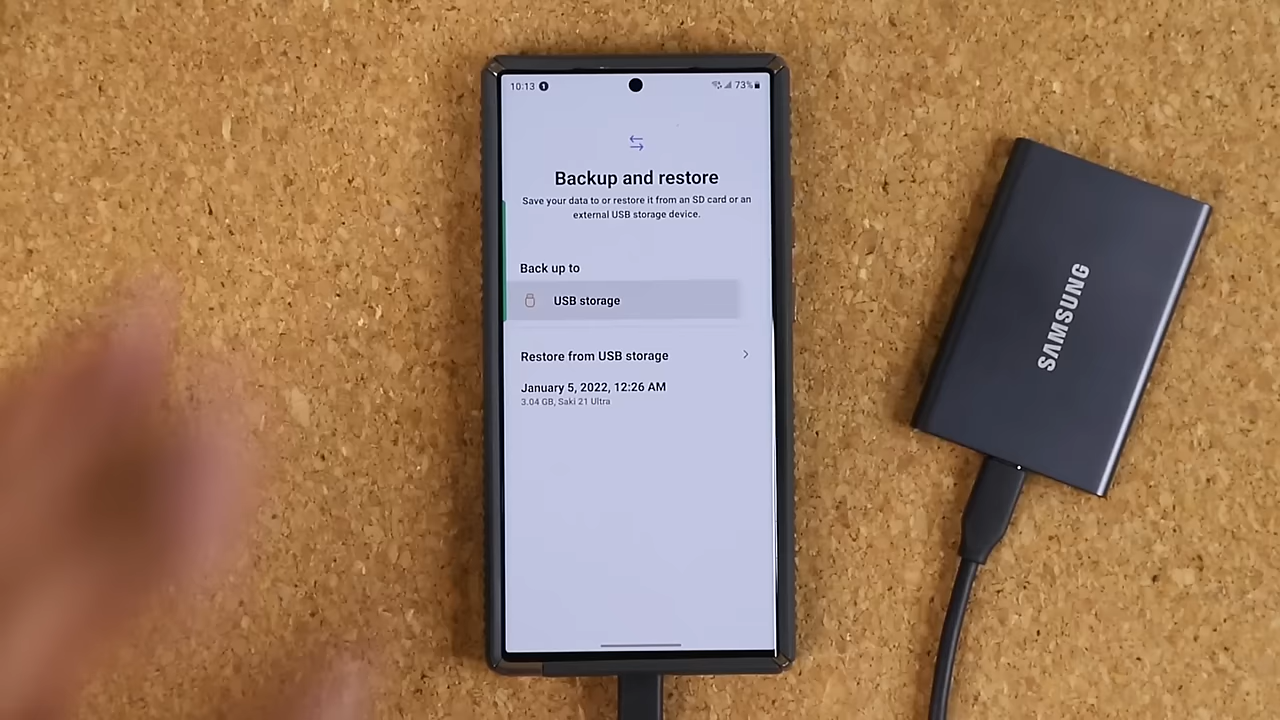 10:13 1
73%
Backup and restore
Save your data to or restore it from an SD card or an
external USB storage device.
Back up to
USB storage
Restore from USB storage
January 5, 2022, 12:26 AM
3.04 GB, Saki 21 Ultra
SAMSUNG